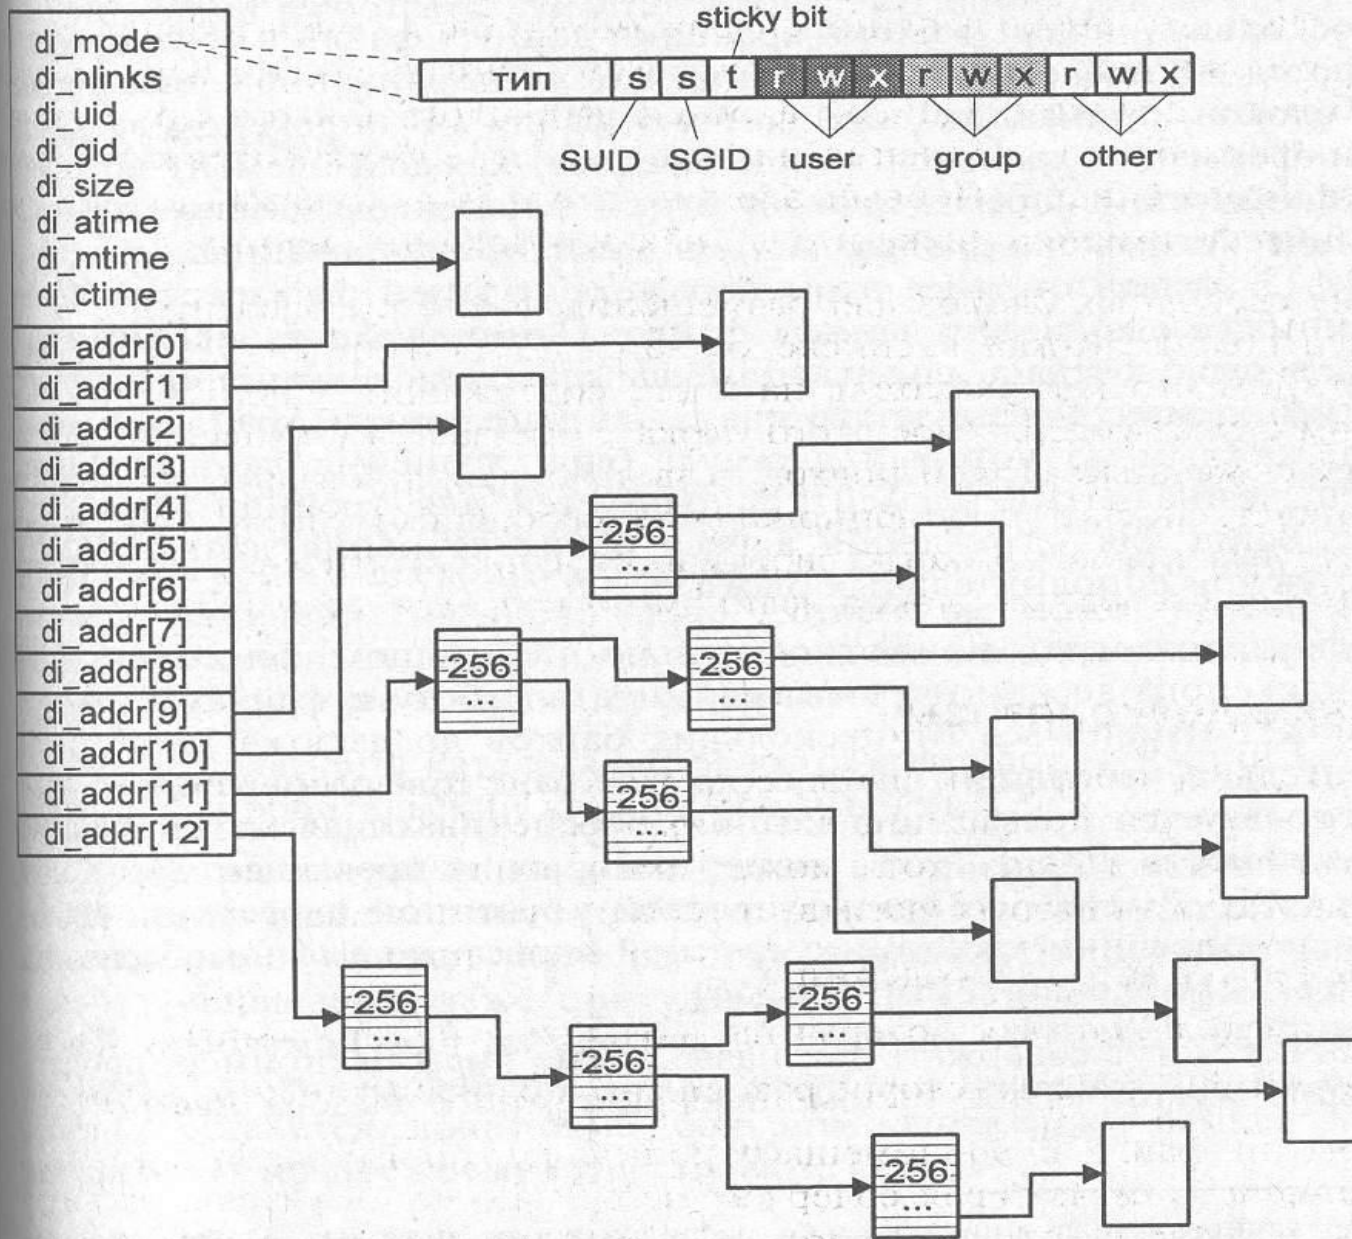 sticky bit
di_mode
тип s s t r w x r w x r w x
di_nlinks
di_uid
SUID SGID user group other
di_gid
di_size
di_atime
di_mtime
di_ctime
di_addr[0]
di_addr[1]
di_addr[2]
di_addr[3]
di_addr[4]
di_addr[5]
di_addr[6]
di_addr[7]
di_addr[8]
di_addr[9]
di_addr[10]
di_addr[11]
di_addr[12]
256
...
256
...
256
...
256
...
256
...
256
...
256
...
256
...